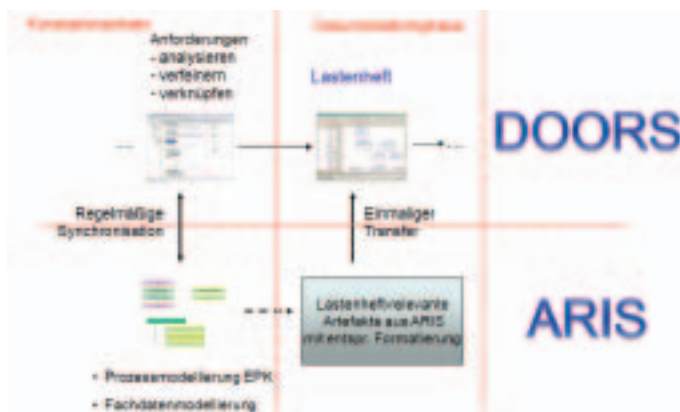 Anforderungen
- analysieren
- verfeinern
- verknüpfen
Lastenheft
...
...
DOORS
Regelmäßige
Synchronisation
Einmaliger
Transfer
Lastenheftrelevante
Artefakte aus ARIS
mit entspr. Formatierung
ARIS
• Prozessmodellierung EPK
• Fachdatenmodellierung